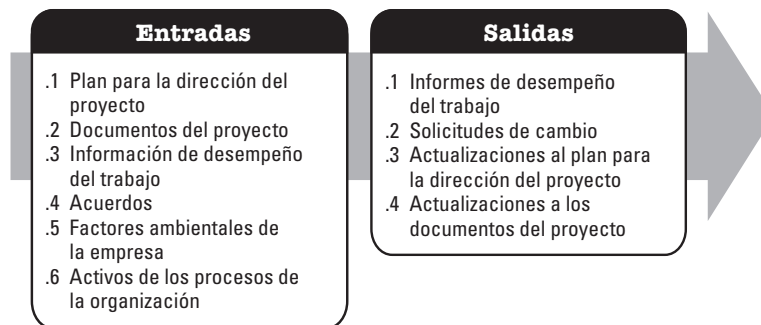 Entradas
.1 Plan para la dirección del
proyecto
.2 Documentos del proyecto
.3 Información de desempeño
del trabajo
.4 Acuerdos
.5 Factores ambientales de
la empresa
.6 Activos de los procesos de
la organización
Salidas
.1 Informes de desempeño
del trabajo
.2 Solicitudes de cambio
.3 Actualizaciones al plan para
la dirección del proyecto
.4 Actualizaciones a los
documentos del proyecto